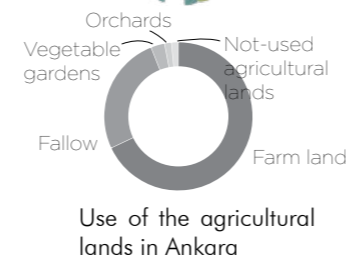 Orchards
Vegetable
gardens
Not-used
agricultural
lands
Fallow
Farm land
Use of the agricultural
lands in Ankara